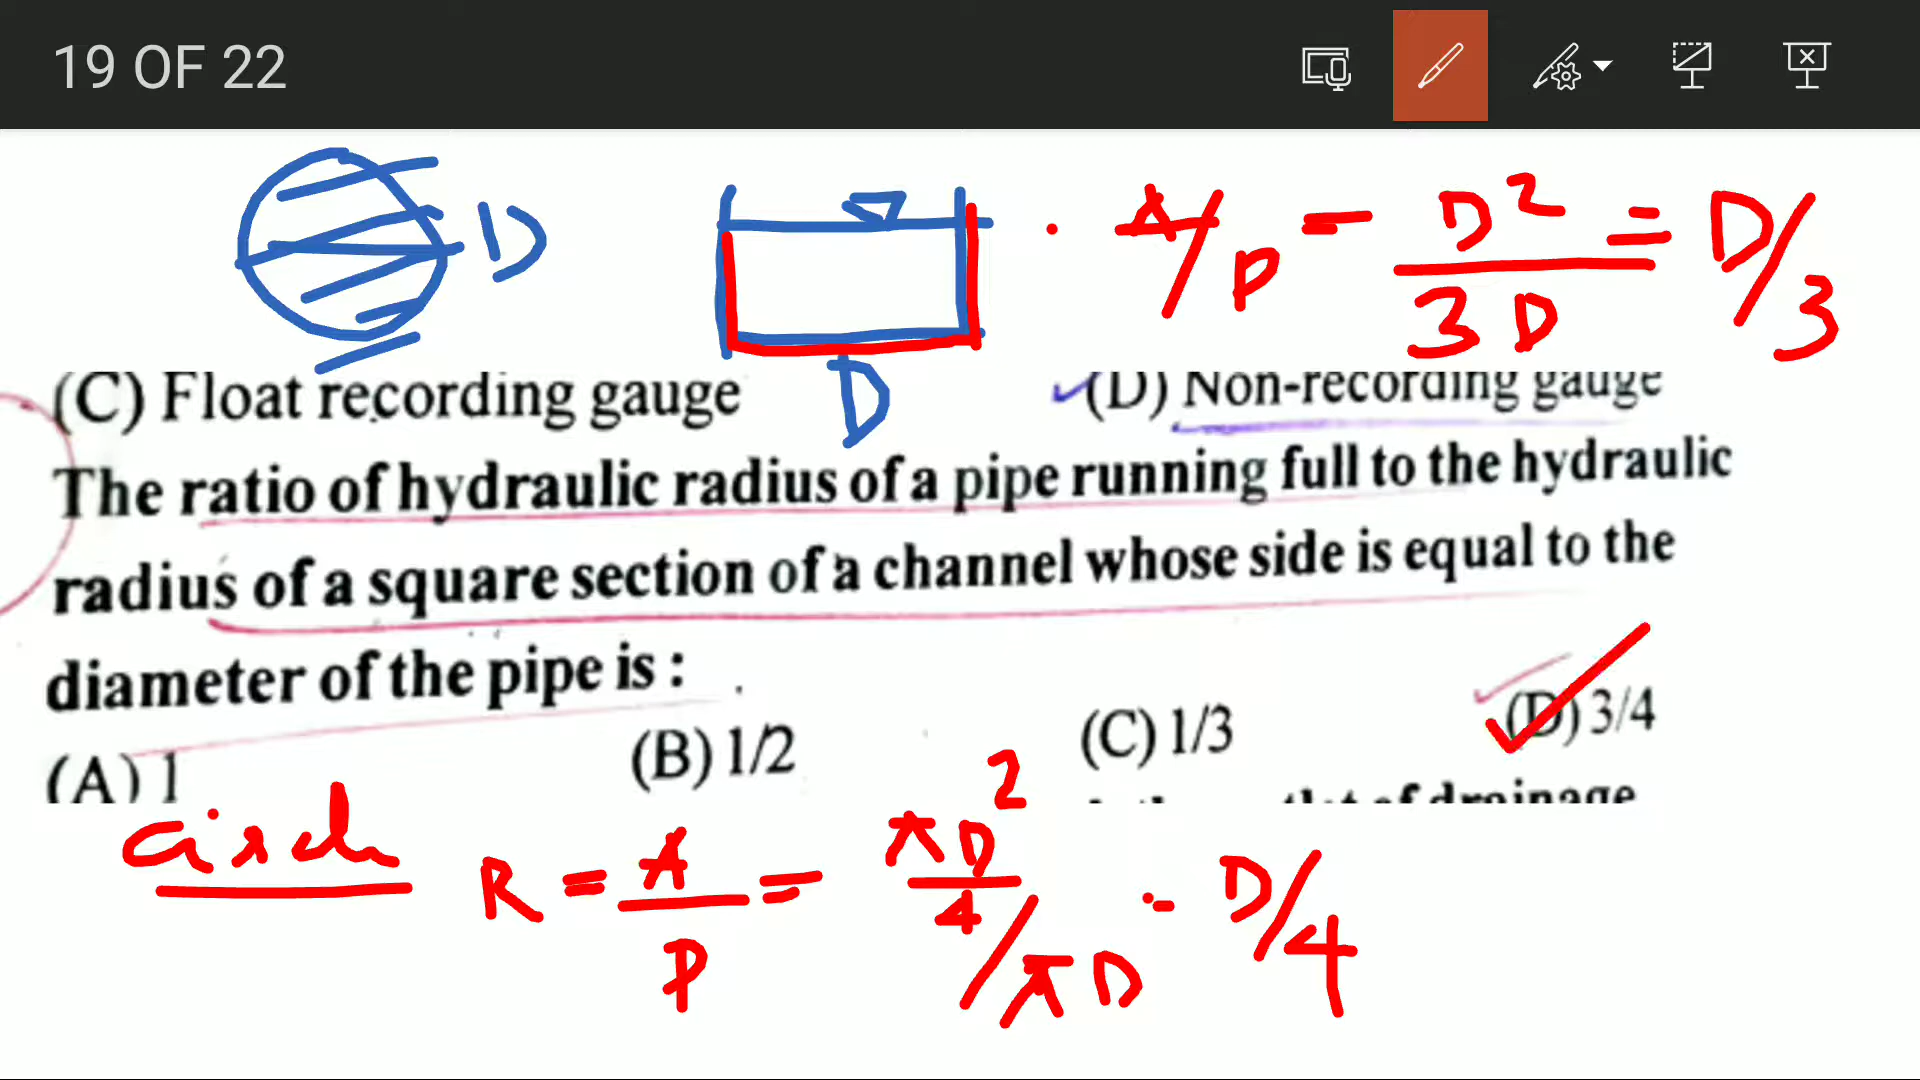 19 OF 22
D
A/P = D²/3D = D/3
D
(C) Float recording gauge (D) Non-recording gauge
The ratio of hydraulic radius of a pipe running full to the hydraulic
radius of a square section of a channel whose side is equal to the
diameter of the pipe is :
(A) 1 (B) 1/2 (C) 1/3 (D) 3/4
of drainage
R = A/P = πD²/4/πD = D/4